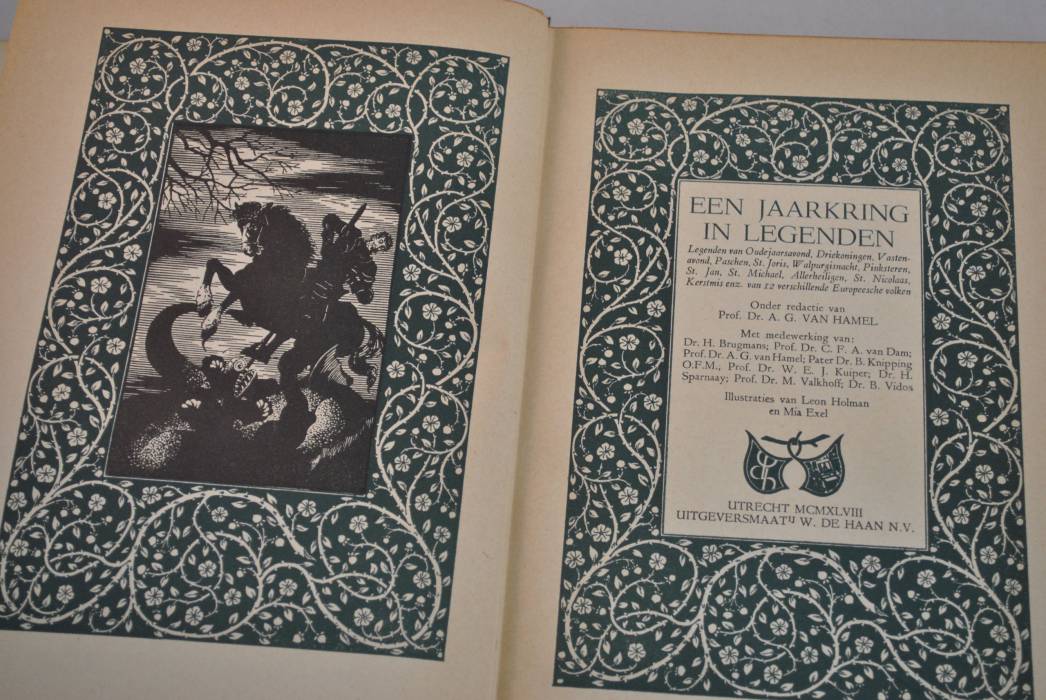 EEN JAARKRING
IN LEGENDEN
Legenden van Oudejaarsavond, Driekoningen, Vasten-
avond, Paschen, St. Joris, Walpurgisnacht, Pinksteren,
St. Jan, St. Michael, Allerheiligen, St. Nicolaas,
Kerstmis enz. van 12 verschillende Europeesche volken
Onder redactie van
Prof. Dr. A. G. VAN HAMEL
Met medewerking van:
Dr. H. Brugmans; Prof. Dr. C. F. A. van Dam;
Prof. Dr. A. G. van Hamel; Pater Dr. B. Knipping
O.F.M., Prof. Dr. W. E. J. Kuiper; Dr. H.
Sparnaay; Prof. Dr. M. Valkhoff; Dr. B. Vidos
Illustraties van Leon Holman
en Mia Exel
UTRECHT MCMXLVIII
UITGEVERSMAATIJ W. DE HAAN N.V.